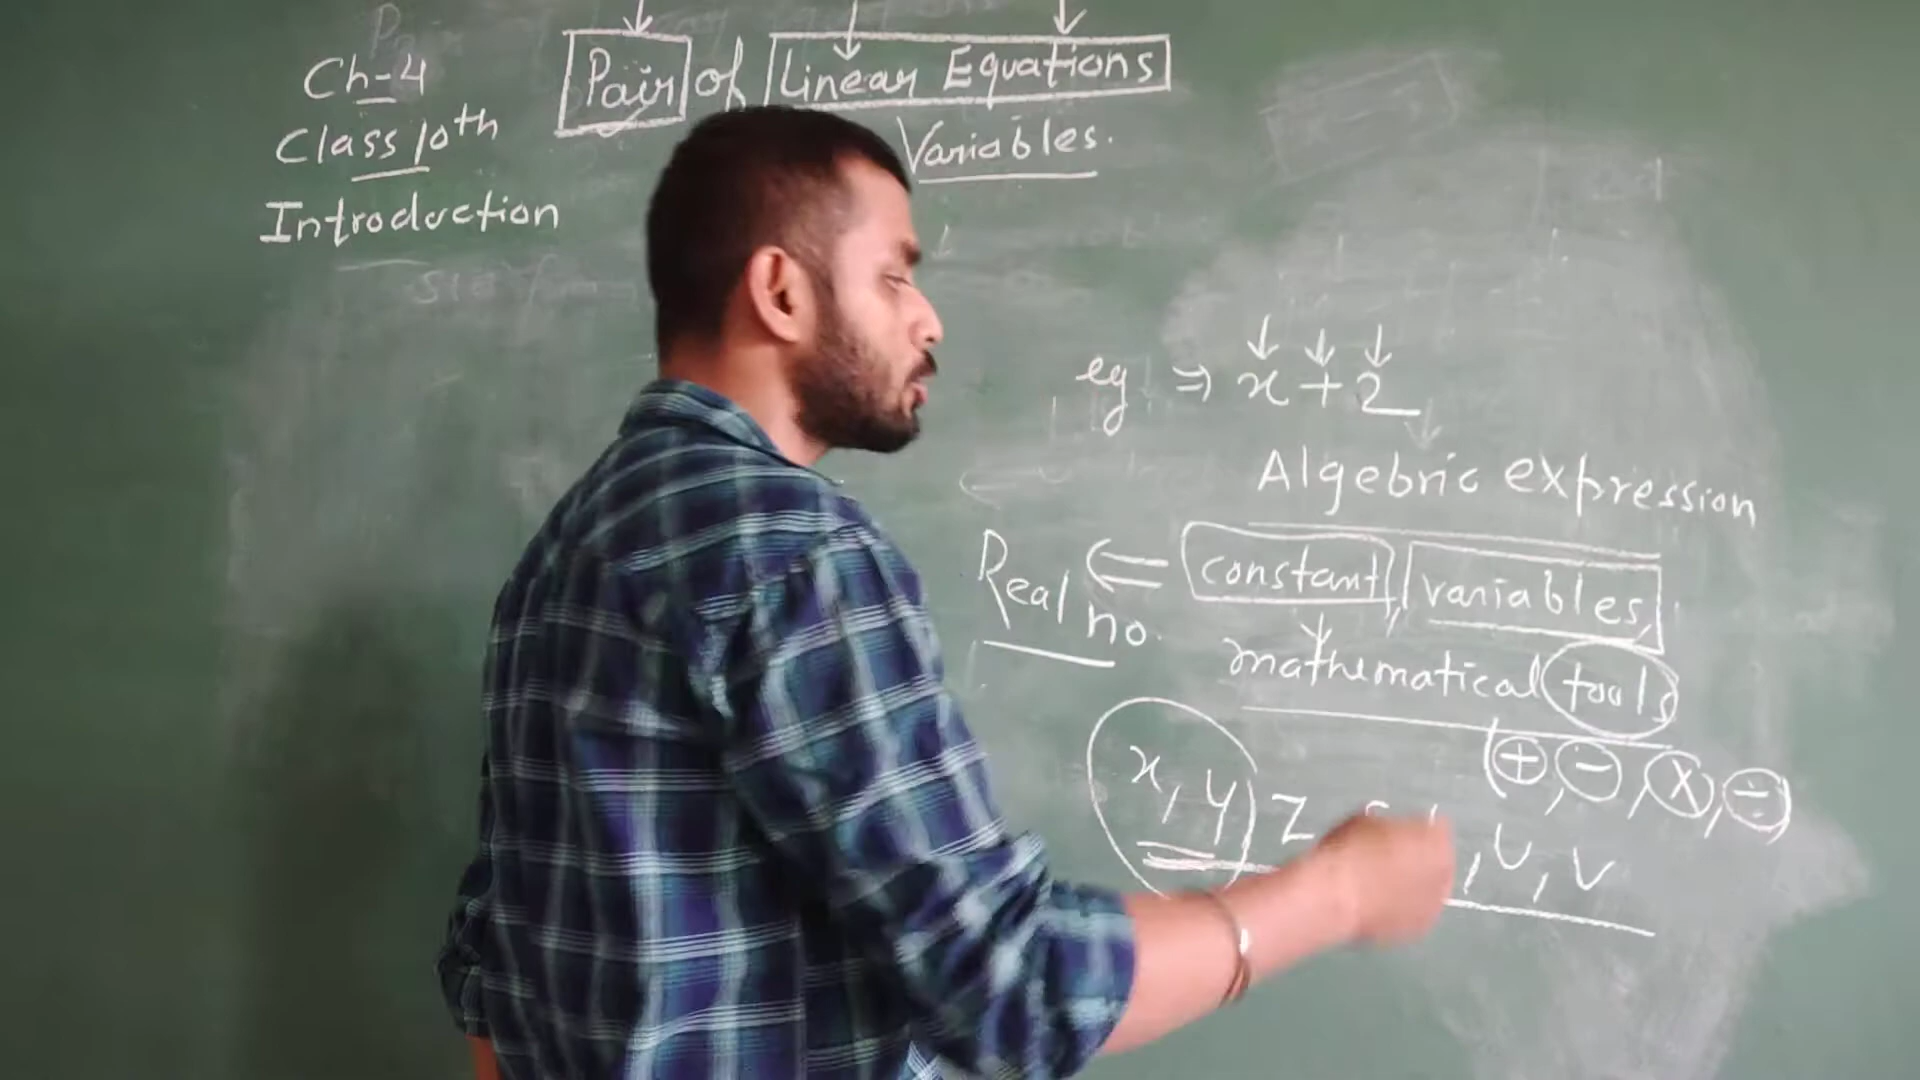 Ch-4
Class 10th
Introduction
Pair of Linear Equations
Variables.
eg ⇒ x + 2
Algebric expression
Real no. ⇐ constant, variables,
mathematical tools
(+, -, ×, ÷)
x, y, z
, u, v